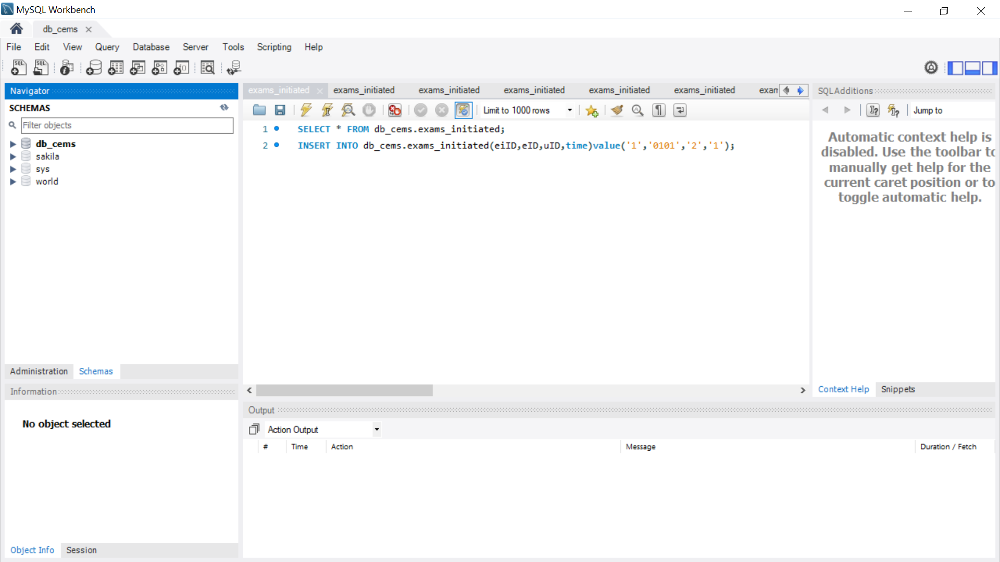 MySQL Workbench
db_cems
File Edit View Query Database Server Tools Scripting Help
Navigator
SCHEMAS
Filter objects
db_cems
sakila
sys
world
Administration Schemas
Information
No object selected
Object Info Session
exams_initiated exams_initiated exams_initiated exams_initiated exams_initiated exams_initiated exam
Limit to 1000 rows
1 SELECT * FROM db_cems.exams_initiated;
2 INSERT INTO db_cems.exams_initiated(eiID,eID,uID,time)value('1','0101','2','1');
Output
Action Output
# Time Action Message Duration / Fetch
SQLAdditions
Jump to
Automatic context help is
disabled. Use the toolbar to
manually get help for the
current caret position or to
toggle automatic help.
Context Help Snippets